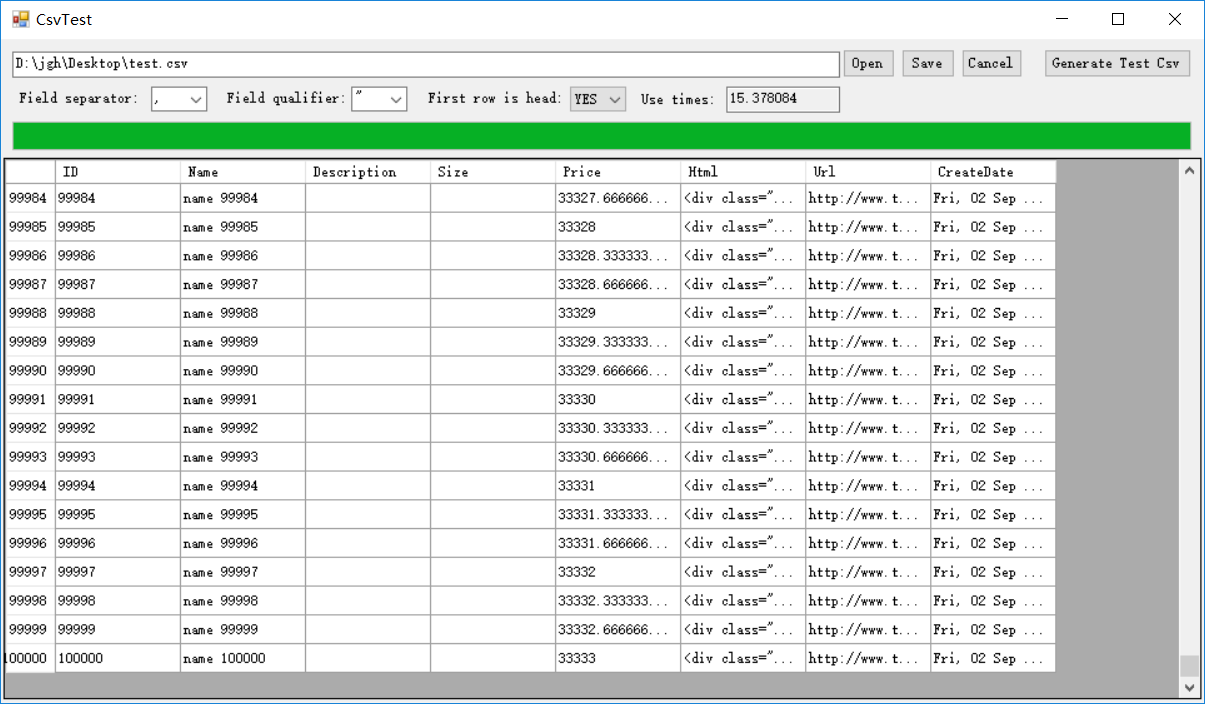 CsvTest
D:\jgh\Desktop\test.csv Open Save Cancel Generate Test Csv
Field separator: , Field qualifier: " First row is head: YES Use times: 15.378084
ID Name Description Size Price Html Url CreateDate
99984 99984 name 99984 33327.666666... <div class="... http://www.t... Fri, 02 Sep ...
99985 99985 name 99985 33328 <div class="... http://www.t... Fri, 02 Sep ...
99986 99986 name 99986 33328.333333... <div class="... http://www.t... Fri, 02 Sep ...
99987 99987 name 99987 33328.666666... <div class="... http://www.t... Fri, 02 Sep ...
99988 99988 name 99988 33329 <div class="... http://www.t... Fri, 02 Sep ...
99989 99989 name 99989 33329.333333... <div class="... http://www.t... Fri, 02 Sep ...
99990 99990 name 99990 33329.666666... <div class="... http://www.t... Fri, 02 Sep ...
99991 99991 name 99991 33330 <div class="... http://www.t... Fri, 02 Sep ...
99992 99992 name 99992 33330.333333... <div class="... http://www.t... Fri, 02 Sep ...
99993 99993 name 99993 33330.666666... <div class="... http://www.t... Fri, 02 Sep ...
99994 99994 name 99994 33331 <div class="... http://www.t... Fri, 02 Sep ...
99995 99995 name 99995 33331.333333... <div class="... http://www.t... Fri, 02 Sep ...
99996 99996 name 99996 33331.666666... <div class="... http://www.t... Fri, 02 Sep ...
99997 99997 name 99997 33332 <div class="... http://www.t... Fri, 02 Sep ...
99998 99998 name 99998 33332.333333... <div class="... http://www.t... Fri, 02 Sep ...
99999 99999 name 99999 33332.666666... <div class="... http://www.t... Fri, 02 Sep ...
100000 100000 name 100000 33333 <div class="... http://www.t... Fri, 02 Sep ...